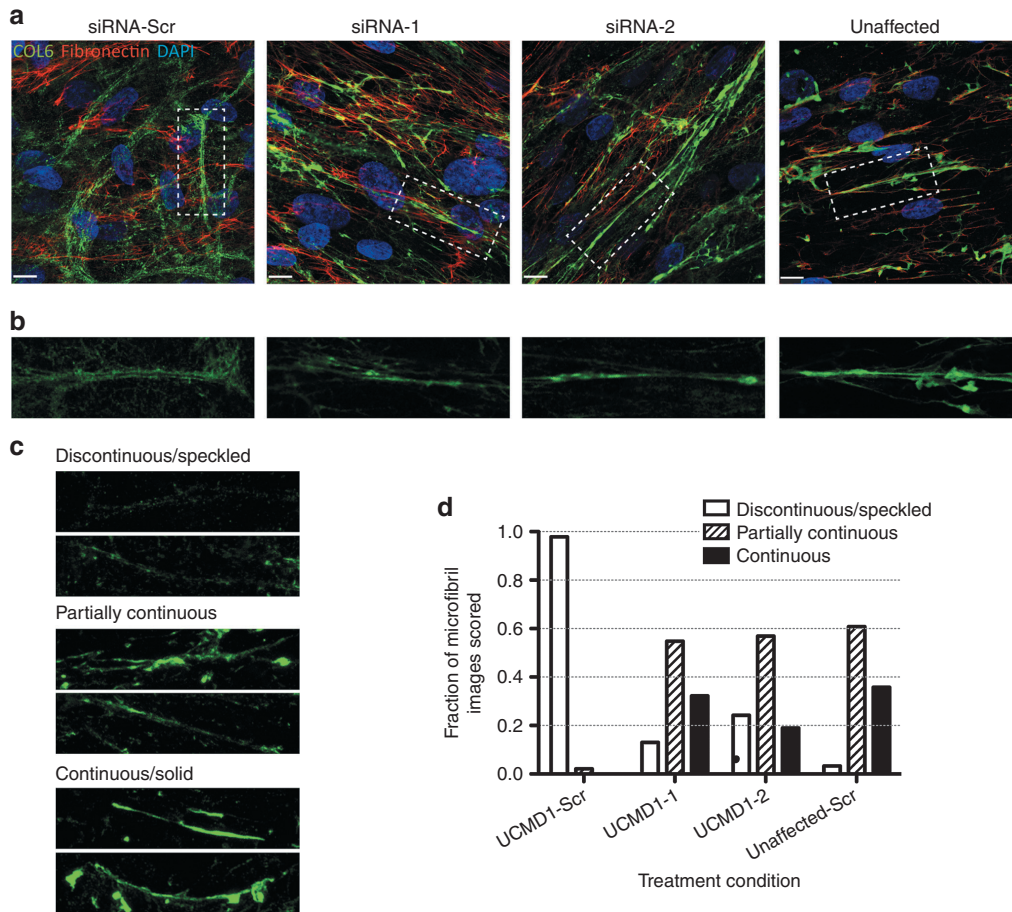 a
siRNA-Scr
siRNA-1
siRNA-2
Unaffected
COL6 Fibronectin DAPI
b
c
Discontinuous/speckled
Partially continuous
Continuous/solid
d
Discontinuous/speckled
Partially continuous
Continuous
Fraction of microfibril
images scored
1.0
0.8
0.6
0.4
0.2
0.0
UCMD1-Scr
UCMD1-1
UCMD1-2
Unaffected-Scr
Treatment condition